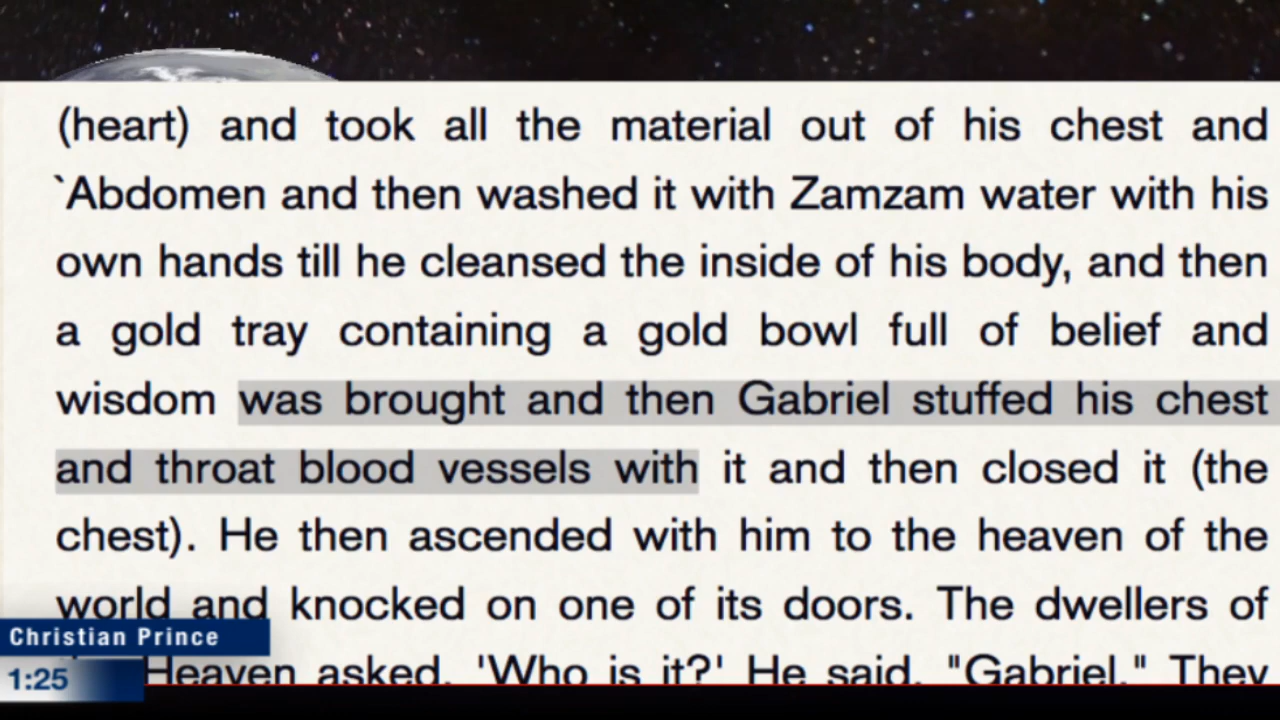 (heart) and took all the material out of his chest and
`Abdomen and then washed it with Zamzam water with his
own hands till he cleansed the inside of his body, and then
a gold tray containing a gold bowl full of belief and
wisdom was brought and then Gabriel stuffed his chest
and throat blood vessels with it and then closed it (the
chest). He then ascended with him to the heaven of the
world and knocked on one of its doors. The dwellers of
Heaven asked, 'Who is it?' He said, "Gabriel." They
Christian Prince
1:25